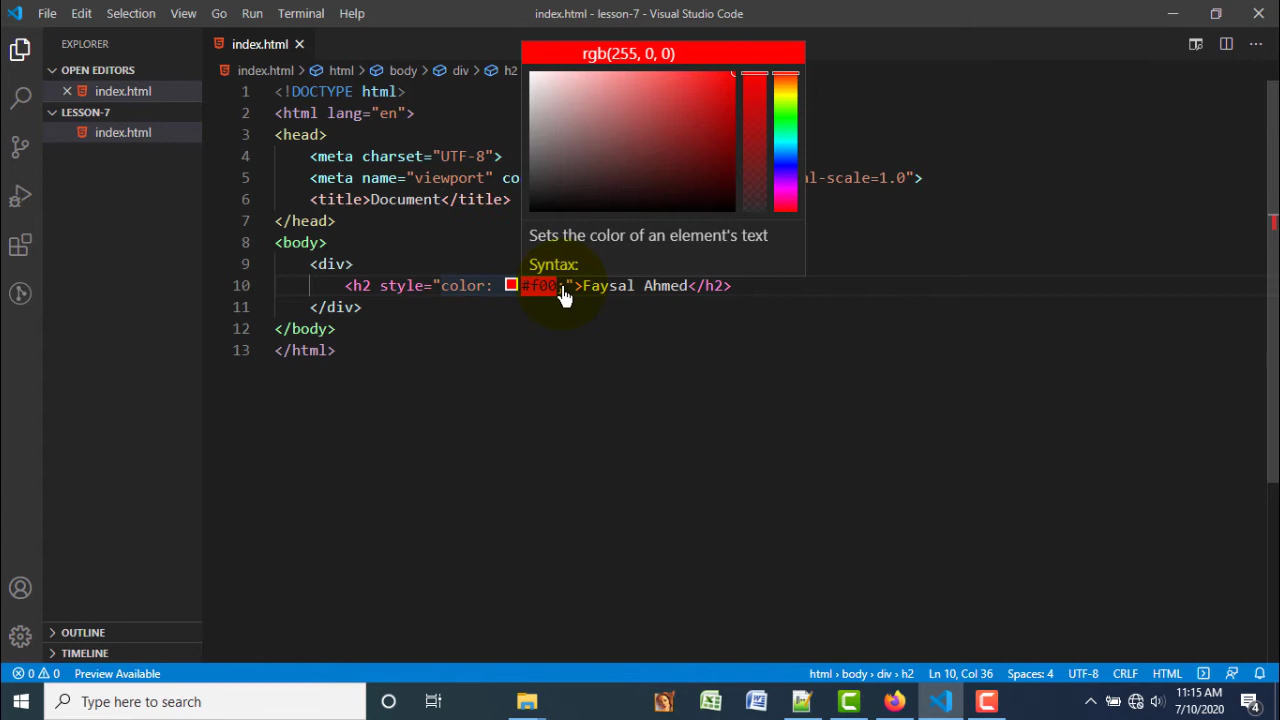 File Edit Selection View Go Run Terminal Help
index.html - lesson-7 - Visual Studio Code
EXPLORER
OPEN EDITORS
index.html
LESSON-7
index.html
OUTLINE
TIMELINE
index.html
index.html html body div h2
rgb(255, 0, 0)
1 <!DOCTYPE html>
2 <html lang="en">
3 <head>
4 <meta charset="UTF-8">
5 <meta name="viewport" co al-scale=1.0">
6 <title>Document</title>
7 </head>
8 <body>
Sets the color of an element's text
9 <div>
Syntax:
10 <h2 style="color: #f00;">Faysal Ahmed</h2>
11 </div>
12 </body>
13 </html>
0 0 Preview Available
html › body › div › h2 Ln 10, Col 36 Spaces: 4 UTF-8 CRLF HTML
Type here to search
11:15 AM
7/10/2020
4